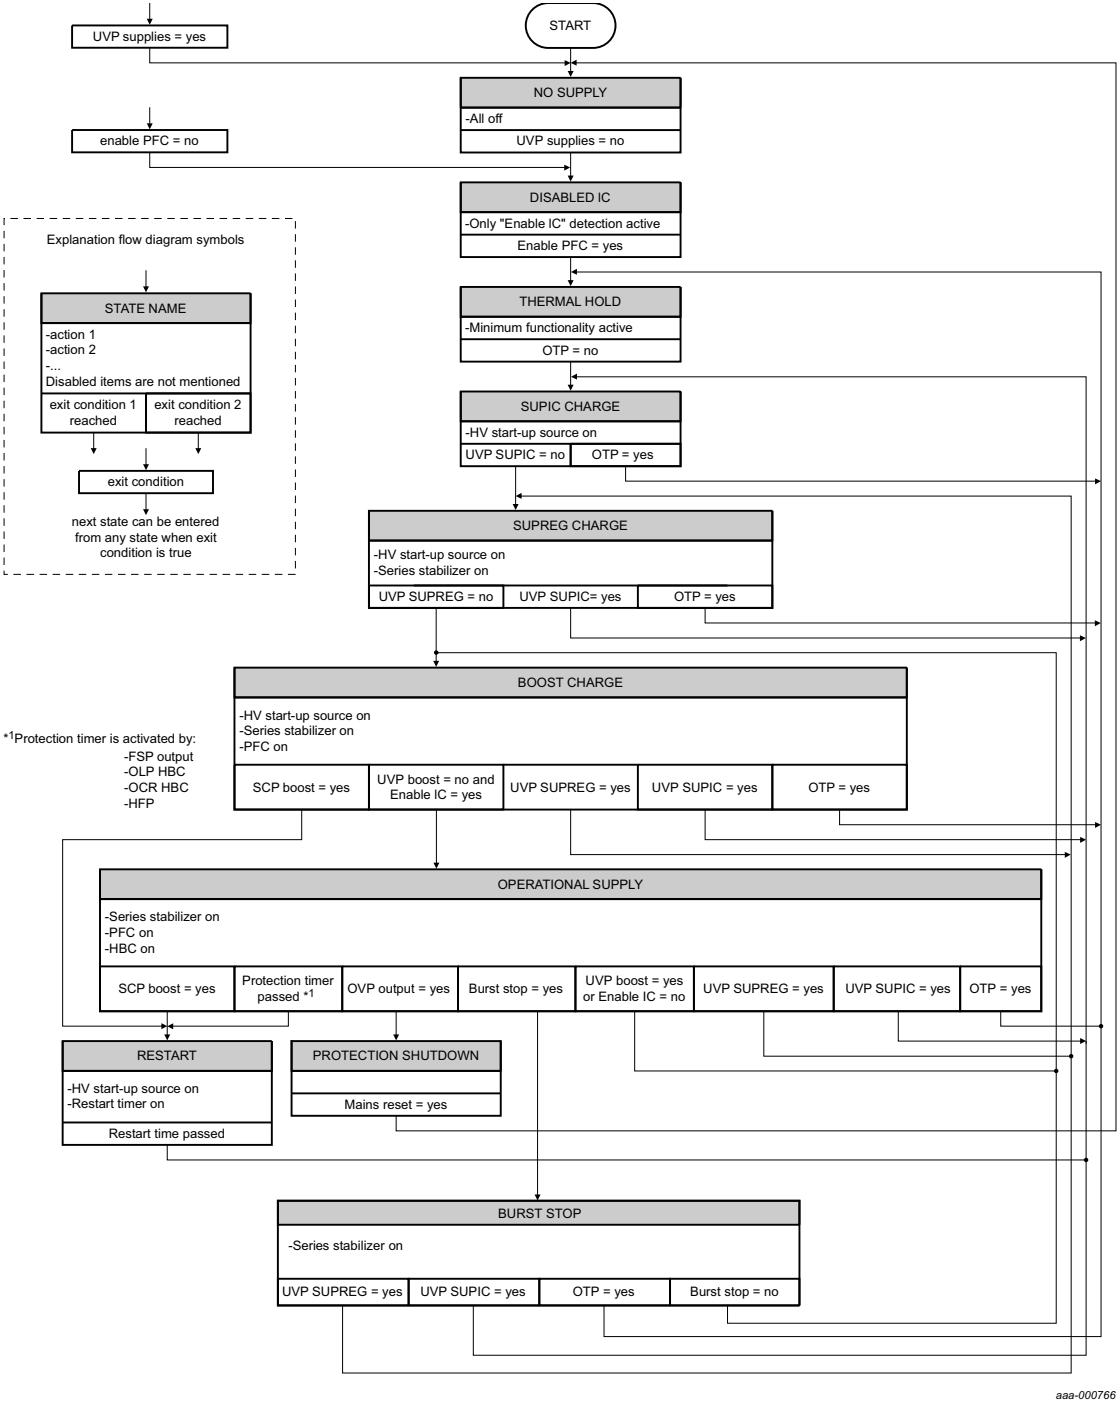 UVP supplies = yes
START
NO SUPPLY
-All off
UVP supplies = no
enable PFC = no
DISABLED IC
-Only "Enable IC" detection active
Enable PFC = yes
Explanation flow diagram symbols
STATE NAME
-action 1
-action 2
-...
Disabled items are not mentioned
exit condition 1
reached
exit condition 2
reached
exit condition
next state can be entered
from any state when exit
condition is true
THERMAL HOLD
-Minimum functionality active
OTP = no
SUPIC CHARGE
-HV start-up source on
UVP SUPIC = no
OTP = yes
SUPREG CHARGE
-HV start-up source on
-Series stabilizer on
UVP SUPREG = no
UVP SUPIC= yes
OTP = yes
BOOST CHARGE
-HV start-up source on
-Series stabilizer on
-PFC on
SCP boost = yes
UVP boost = no and
Enable IC = yes
UVP SUPREG = yes
UVP SUPIC = yes
OTP = yes
*1Protection timer is activated by:
-FSP output
-OLP HBC
-OCR HBC
-HFP
OPERATIONAL SUPPLY
-Series stabilizer on
-PFC on
-HBC on
SCP boost = yes
Protection timer
passed *1
OVP output = yes
Burst stop = yes
UVP boost = yes
or Enable IC = no
UVP SUPREG = yes
UVP SUPIC = yes
OTP = yes
RESTART
-HV start-up source on
-Restart timer on
Restart time passed
PROTECTION SHUTDOWN
Mains reset = yes
BURST STOP
-Series stabilizer on
UVP SUPREG = yes
UVP SUPIC = yes
OTP = yes
Burst stop = no
aaa-000766